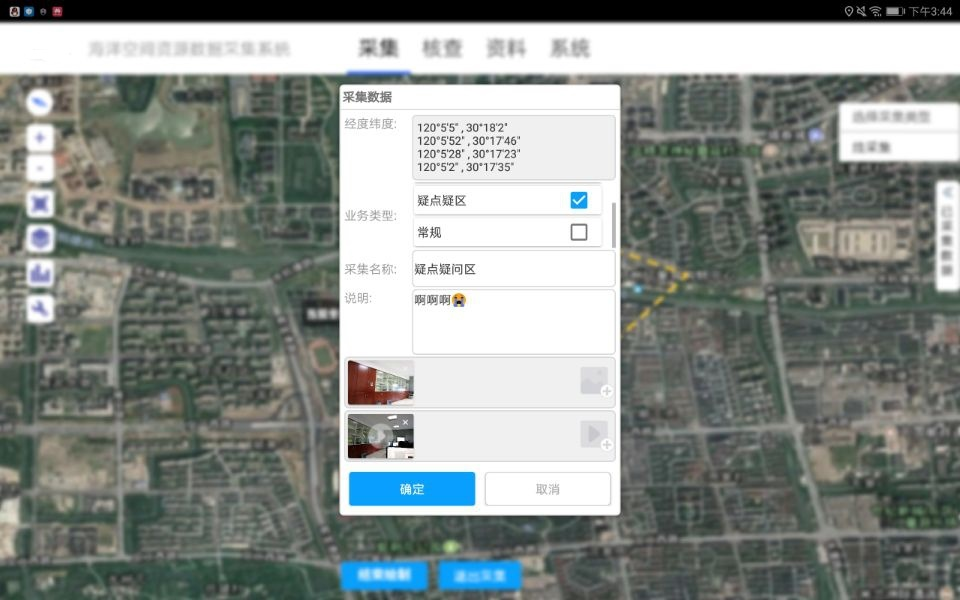 下午3:44
海洋空间资源数据采集系统
采集 核查 资料 系统
采集数据
经度纬度:
120°5'5" , 30°18'2"
120°5'52" , 30°17'46"
120°5'28" , 30°17'23"
120°5'2" , 30°17'35"
业务类型:
疑点疑区
常规
采集名称:
疑点疑问区
说明:
啊啊啊😭
确定
取消
选择采集类型
线采集
已采集数据
结束绘制
退出采集